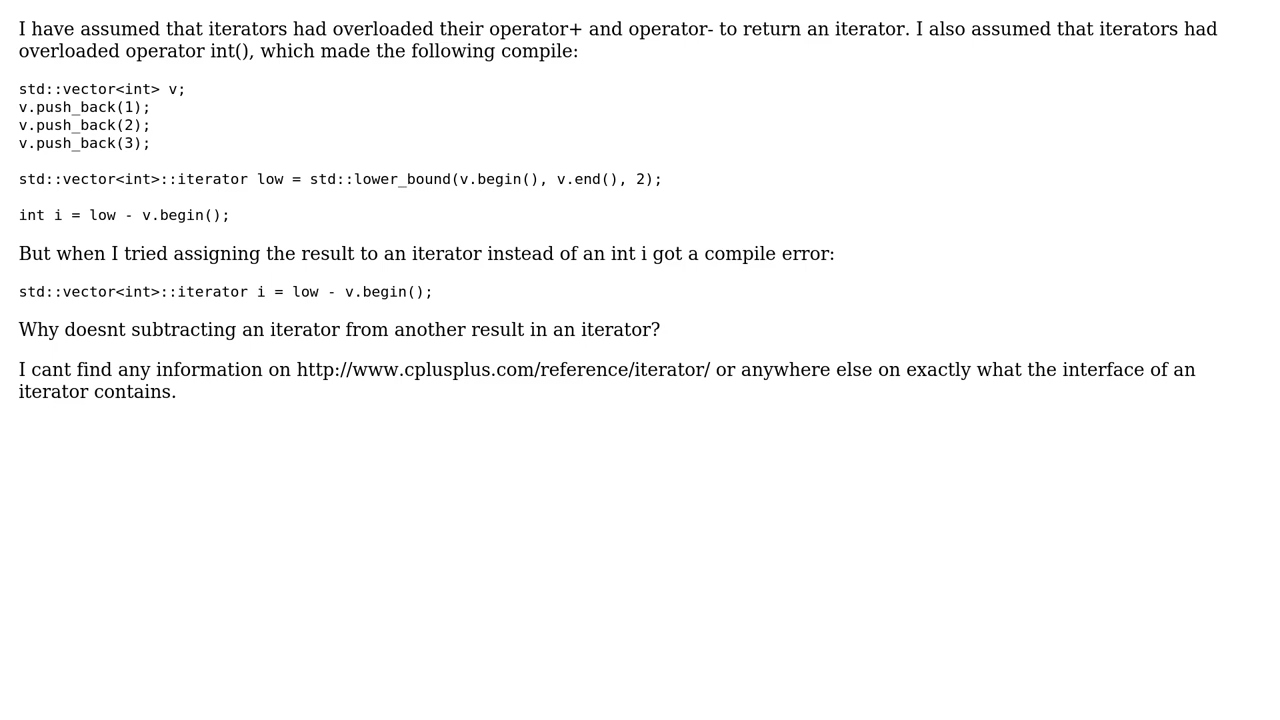 I have assumed that iterators had overloaded their operator+ and operator- to return an iterator. I also assumed that iterators had
overloaded operator int(), which made the following compile:
std::vector<int> v;
v.push_back(1);
v.push_back(2);
v.push_back(3);
std::vector<int>::iterator low = std::lower_bound(v.begin(), v.end(), 2);
int i = low - v.begin();
But when I tried assigning the result to an iterator instead of an int i got a compile error:
std::vector<int>::iterator i = low - v.begin();
Why doesnt subtracting an iterator from another result in an iterator?
I cant find any information on http://www.cplusplus.com/reference/iterator/ or anywhere else on exactly what the interface of an
iterator contains.